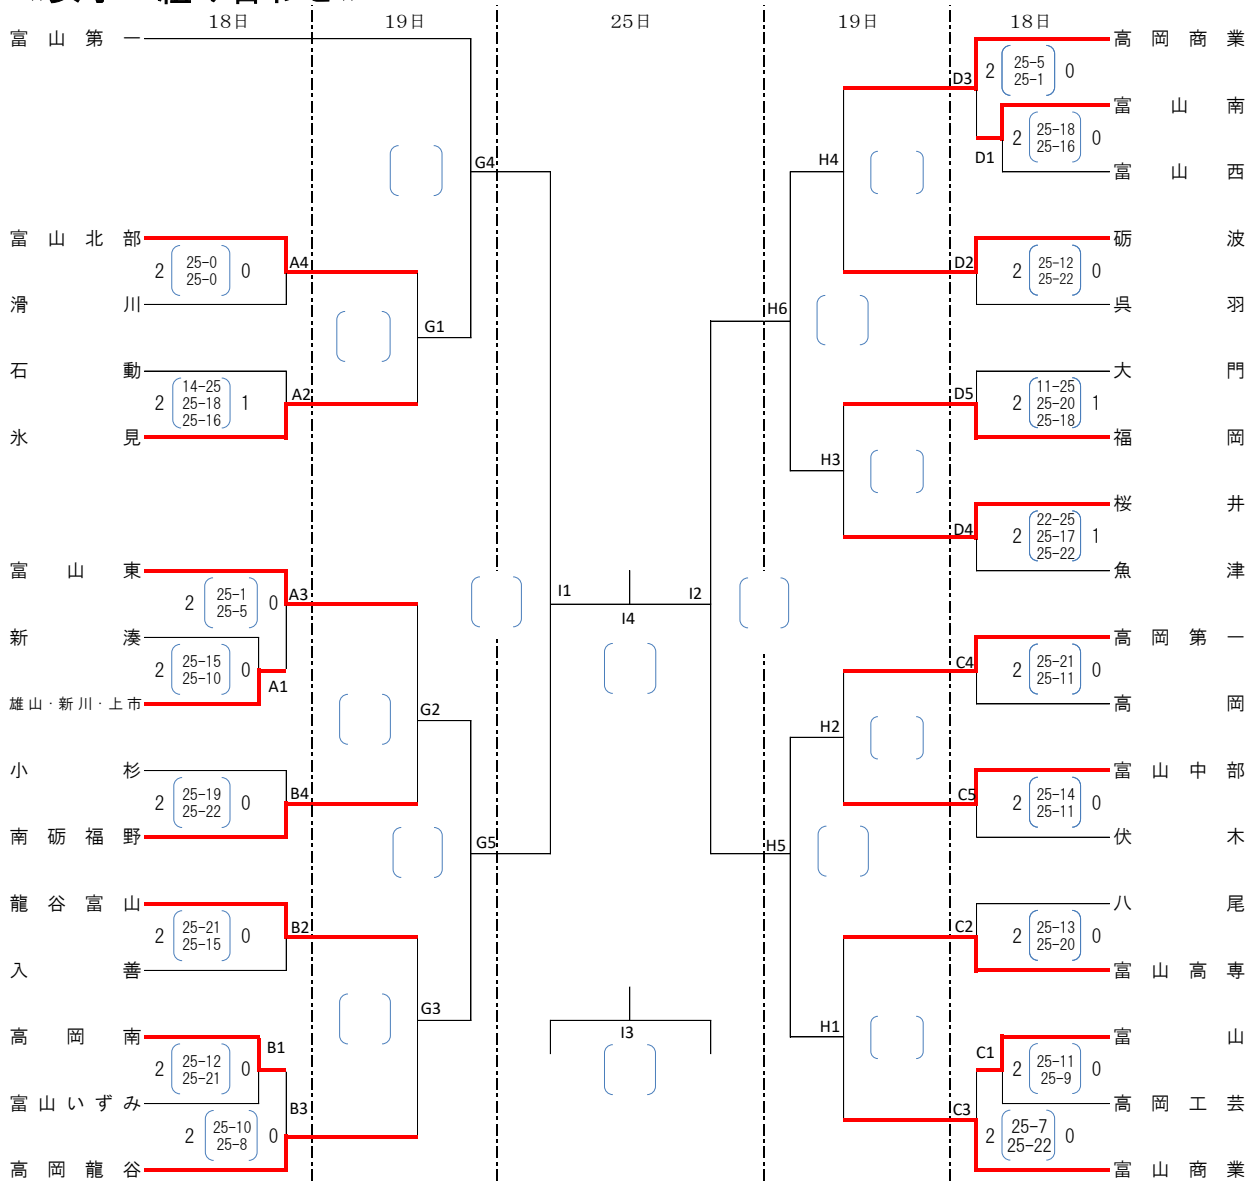 18日 19日 25日 19日 18日
富山第一
富山北部
2 25-0 0 A4
25-0
滑川
G4
G1
石動
2 14-25 1 A2
25-18
25-16
氷見
富山東
2 25-1 0 A3
25-5
新湊
2 25-15 0 A1
25-10
雄山・新川・上市
G2
小杉
2 25-19 0 B4
25-22
南砺福野
G5
龍谷富山
2 25-21 0 B2
25-15
入善
G3
高岡南
2 25-12 0 B1
25-21
富山いずみ
2 25-10 0 B3
25-8
高岡龍谷
I1
I2
I4
I3
高岡商業
D3 2 25-5 0
25-1
富山南
D1 2 25-18 0
25-16
富山西
H4
砺波
D2 2 25-12 0
25-22
呉羽
H6
大門
D5 2 11-25 1
25-20
25-18
福岡
H3
桜井
D4 2 22-25 1
25-17
25-22
魚津
高岡第一
C4 2 25-21 0
25-11
高岡
H2
富山中部
C5 2 25-14 0
25-11
伏木
H5
八尾
C2 2 25-13 0
25-20
富山高専
H1
富山
C1 2 25-11 0
25-9
高岡工芸
C3 2 25-7 0
25-22
富山商業